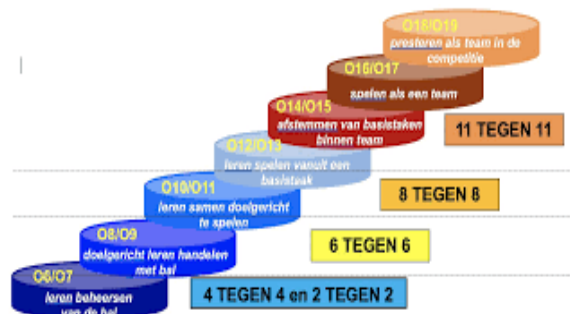 O18/O19
presteren als team in de
competitie
O16/O17
spelen als een team
O14/O15
afstemmen van basistaken
binnen team
11 TEGEN 11
O12/O13
leren spelen vanuit een
basistaak
O10/O11
leren samen doelgericht
te spelen
8 TEGEN 8
O8/O9
doelgericht leren handelen
met bal
6 TEGEN 6
O6/O7
leren beheersen
van de bal
4 TEGEN 4 en 2 TEGEN 2